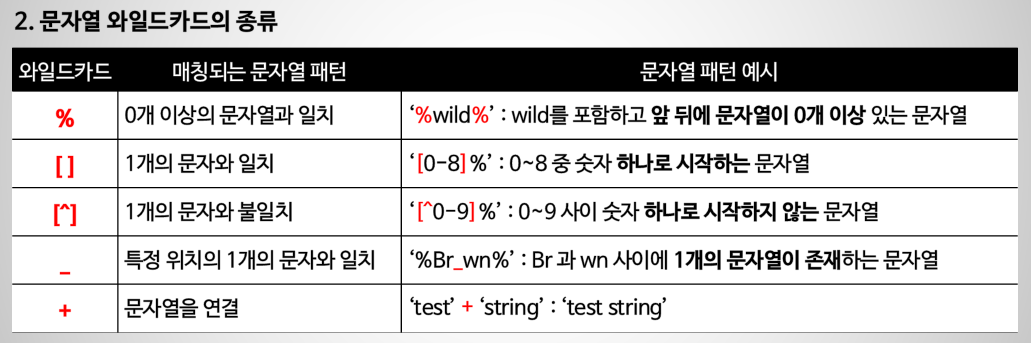 2. 문자열 와일드카드의 종류
와일드카드 매칭되는 문자열 패턴 문자열 패턴 예시
% 0개 이상의 문자열과 일치 ‘%wild%’ : wild를 포함하고 앞 뒤에 문자열이 0개 이상 있는 문자열
[ ] 1개의 문자와 일치 ‘[0-8]%’ : 0~8 중 숫자 하나로 시작하는 문자열
[^] 1개의 문자와 불일치 ‘[^0-9]%’ : 0~9 사이 숫자 하나로 시작하지 않는 문자열
_ 특정 위치의 1개의 문자와 일치 ‘%Br_wn%’ : Br 과 wn 사이에 1개의 문자열이 존재하는 문자열
+ 문자열을 연결 ‘test’ + ‘string’ : ‘test string’